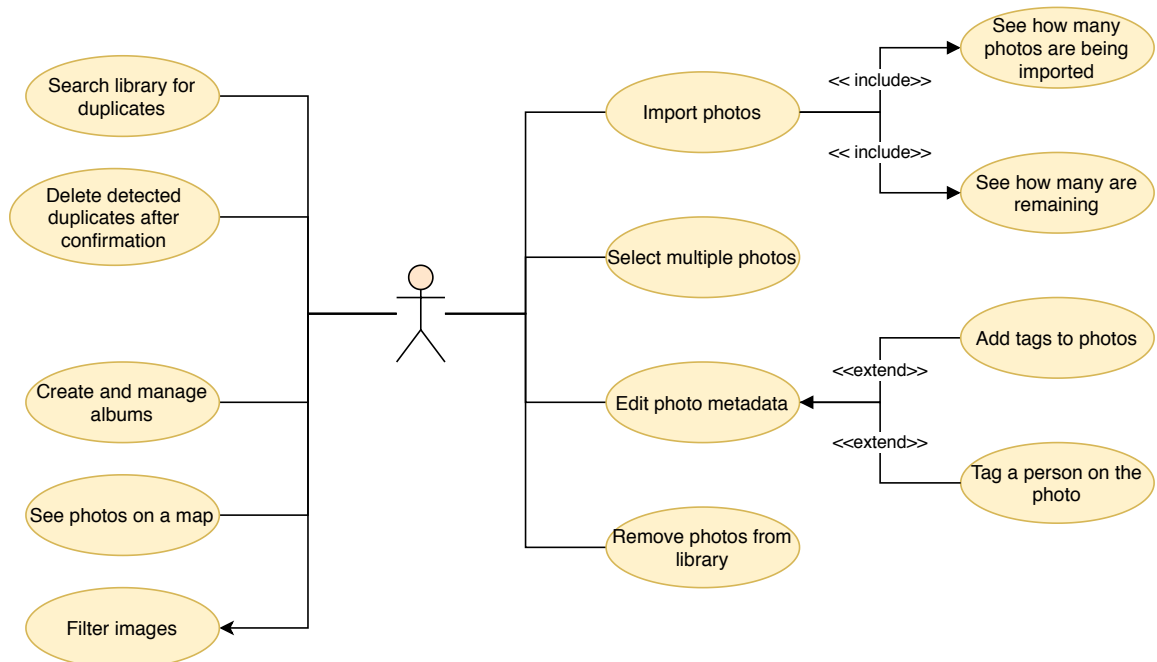 Search library for
duplicates
Delete detected
duplicates after
confirmation
Create and manage
albums
See photos on a map
Filter images
Import photos
Select multiple photos
Edit photo metadata
Remove photos from
library
<< include>>
<< include>>
<<extend>>
<<extend>>
See how many
photos are being
imported
See how many are
remaining
Add tags to photos
Tag a person on the
photo